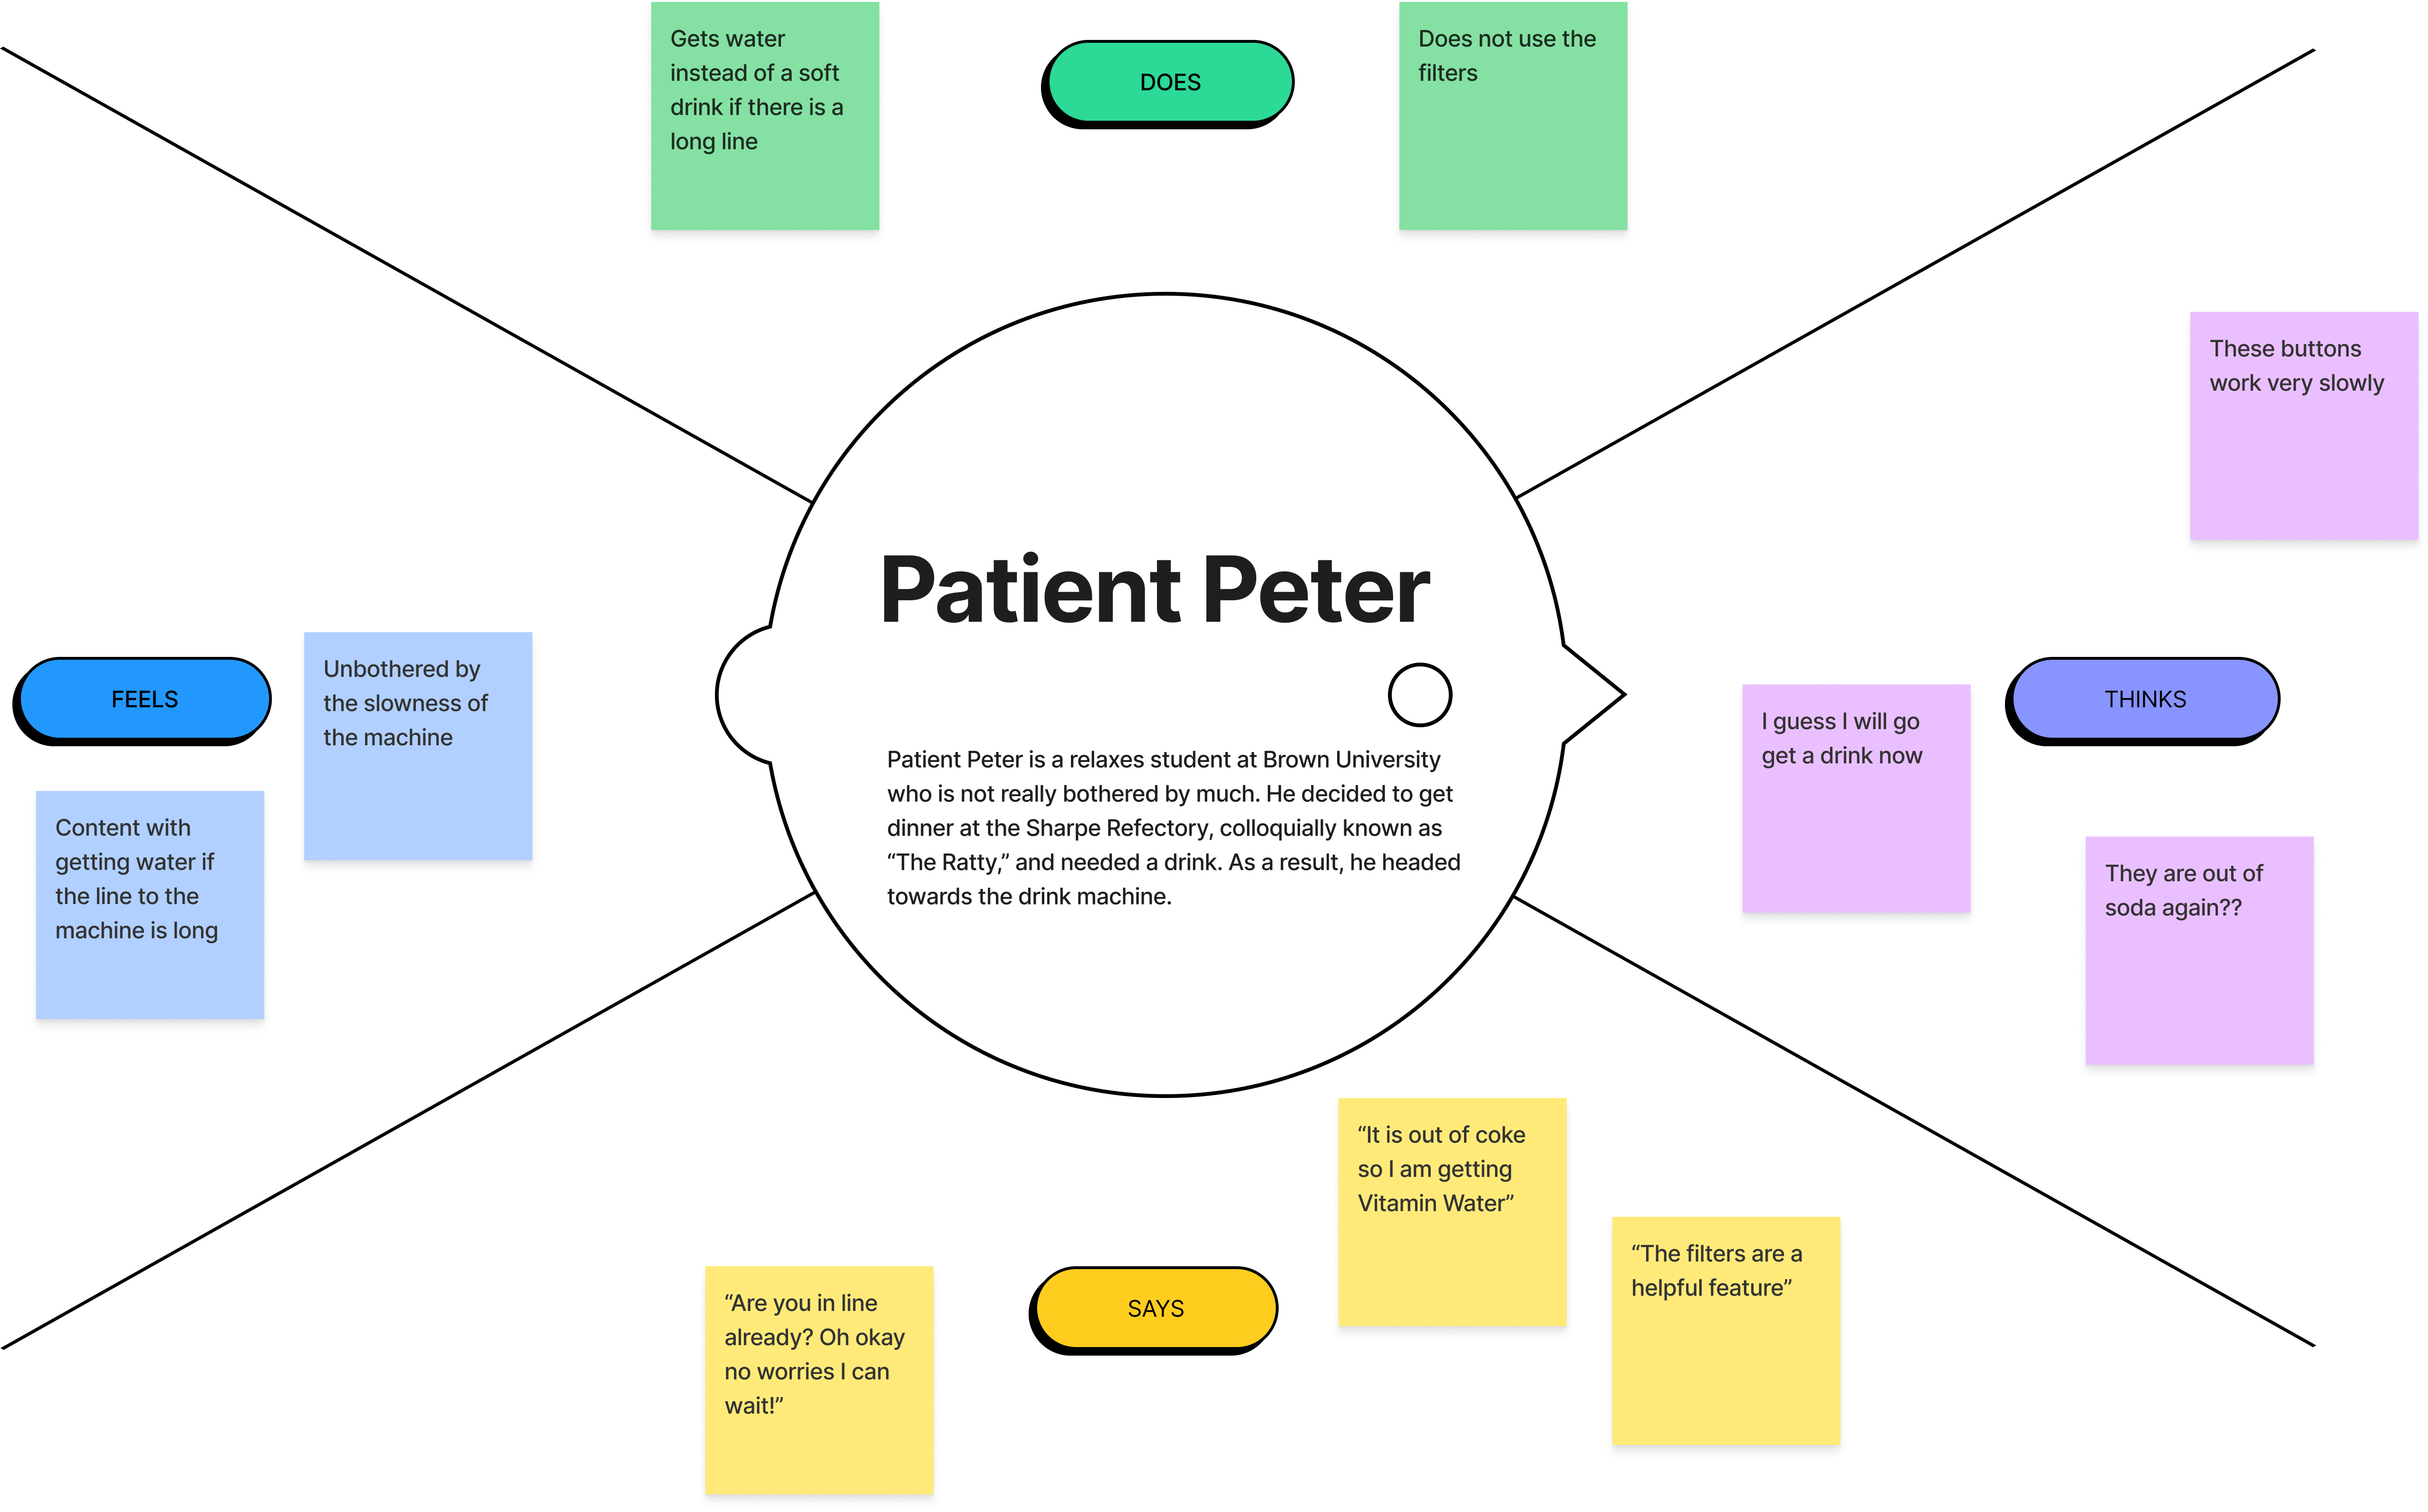 Gets water
instead of a soft
drink if there is a
long line
DOES
Does not use the
filters
These buttons
work very slowly
Patient Peter
FEELS
Unbothered by
the slowness of
the machine
Content with
getting water if
the line to the
machine is long
Patient Peter is a relaxes student at Brown University
who is not really bothered by much. He decided to get
dinner at the Sharpe Refectory, colloquially known as
“The Ratty,” and needed a drink. As a result, he headed
towards the drink machine.
I guess I will go
get a drink now
THINKS
They are out of
soda again??
“It is out of coke
so I am getting
Vitamin Water”
“The filters are a
helpful feature”
SAYS
“Are you in line
already? Oh okay
no worries I can
wait!”